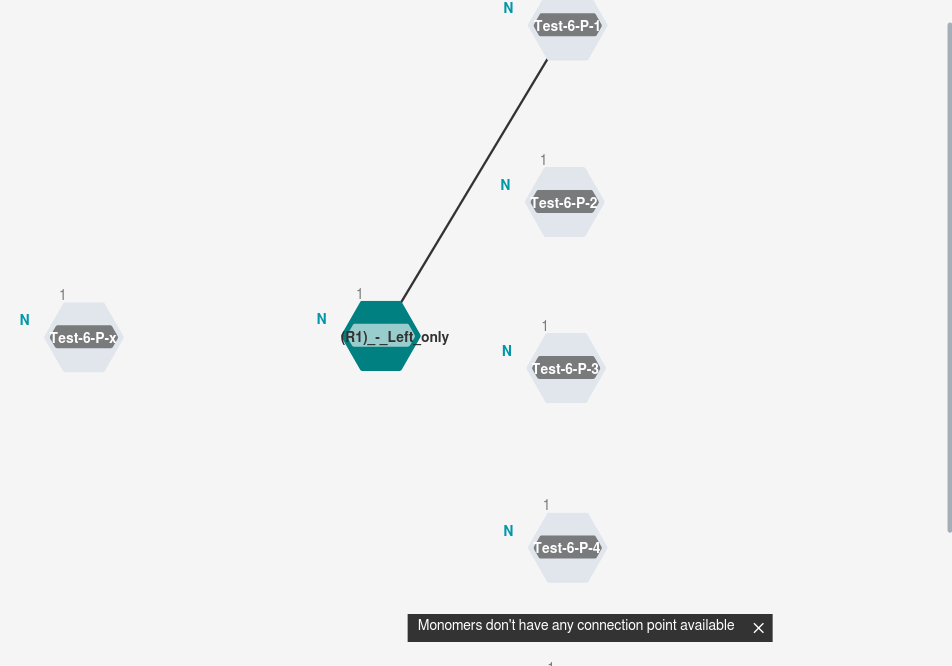 N
Test-6-P-1
1
N
Test-6-P-2
1
N
Test-6-P-x
1
N
(R1)_-_Left_only
1
N
Test-6-P-3
1
N
Test-6-P-4
Monomers don't have any connection point available
1